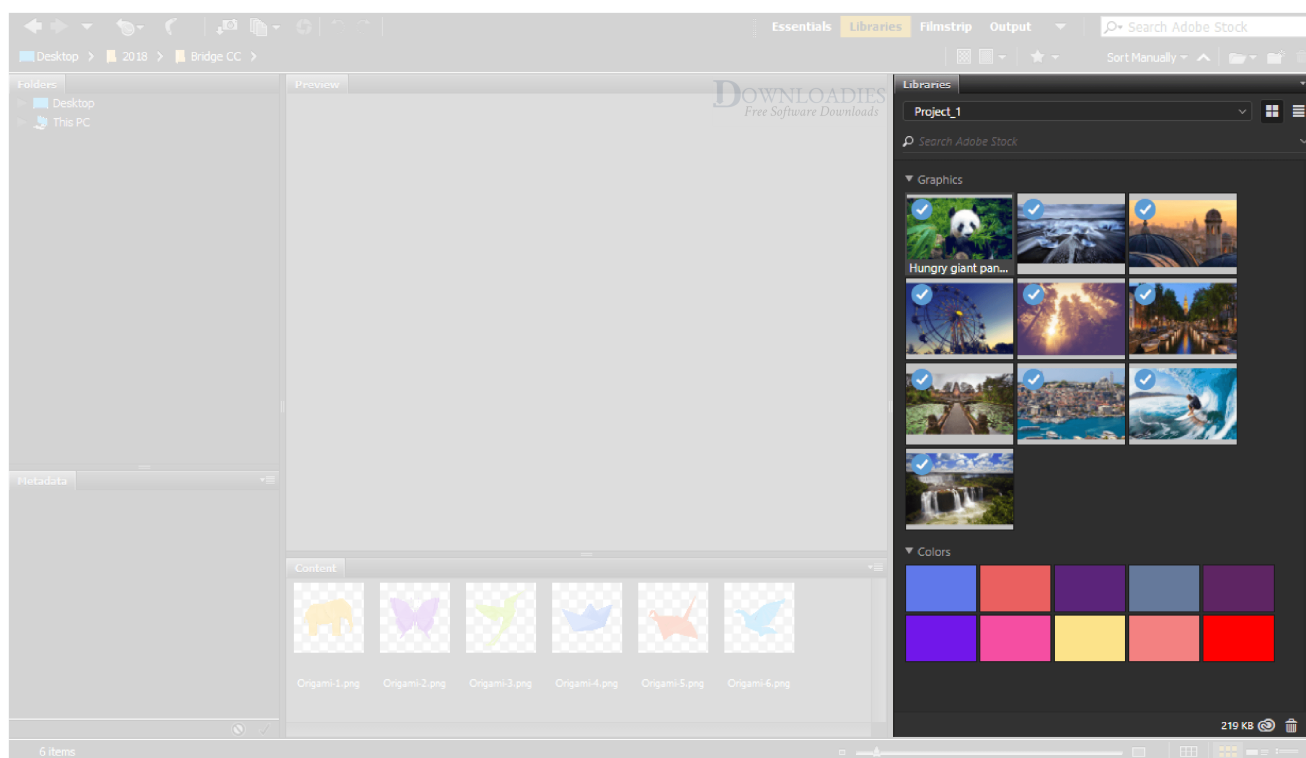 Essentials Libraries Filmstrip Output Search Adobe Stock
Desktop 2018 Bridge CC Sort Manually
Folders
Desktop
This PC
Metadata
Preview
DOWNLOADIES
Free Software Downloads
Content
Origami-1.png Origami-2.png Origami-3.png Origami-4.png Origami-5.png Origami-6.png
Libraries
Project_1
Search Adobe Stock
Graphics
Hungry giant pan...
Colors
219 KB
6 items